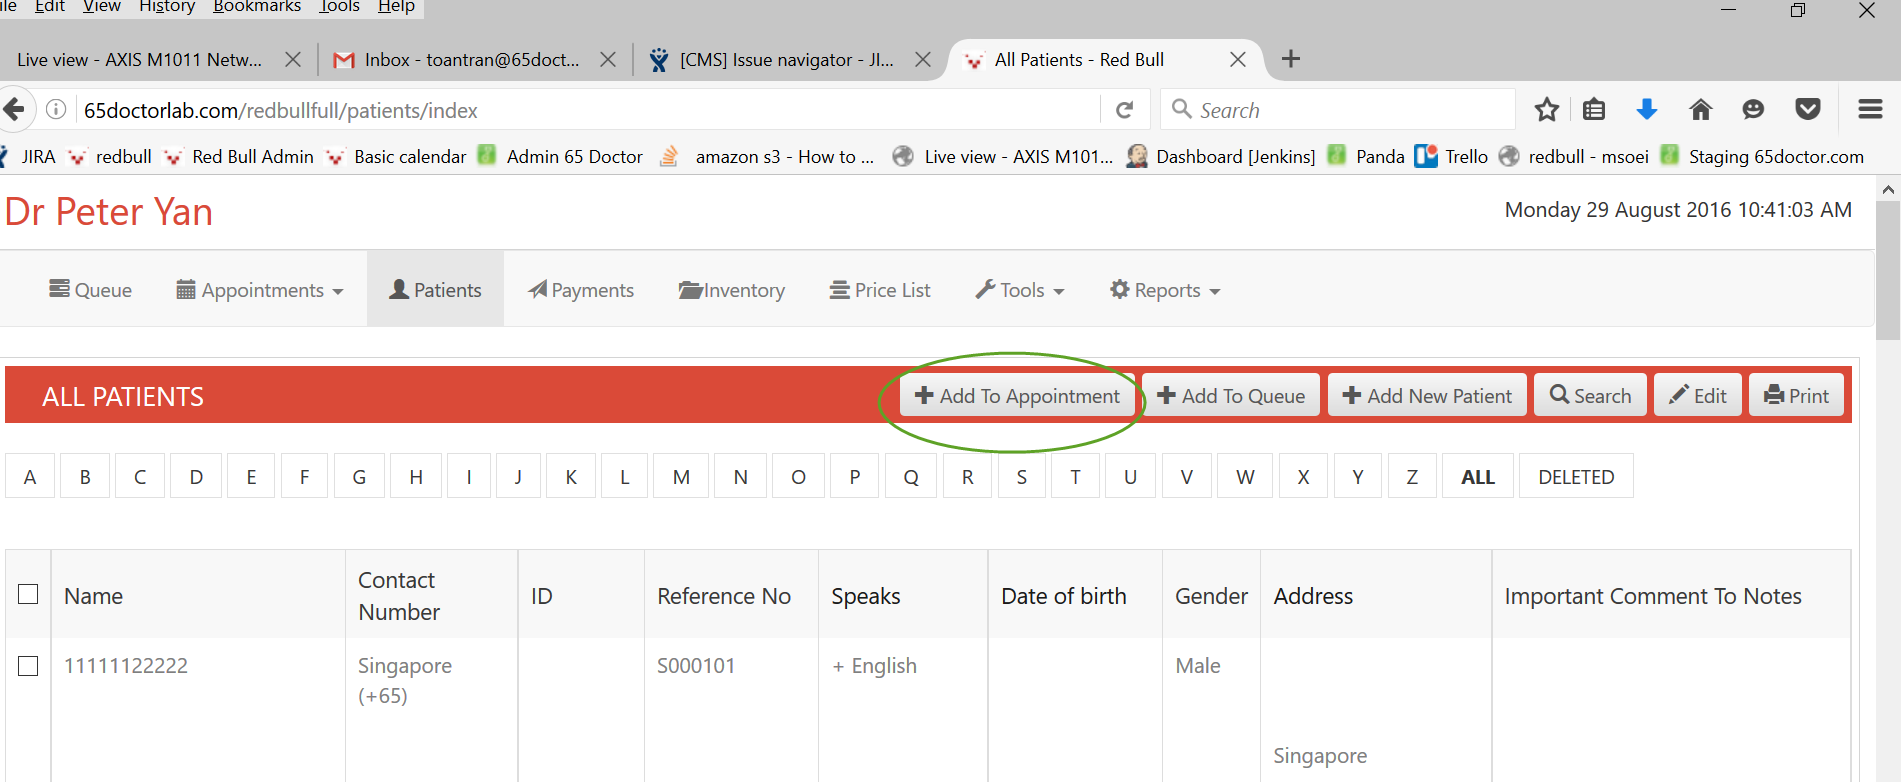 ile Edit View History Bookmarks Tools Help
Live view - AXIS M1011 Netw... Inbox - toantran@65doct... [CMS] Issue navigator - JI... All Patients - Red Bull
65doctorlab.com/redbullfull/patients/index Search
JIRA redbull Red Bull Admin Basic calendar Admin 65 Doctor amazon s3 - How to ... Live view - AXIS M101... Dashboard [Jenkins] Panda Trello redbull - msoei Staging 65doctor.com
Dr Peter Yan Monday 29 August 2016 10:41:03 AM
Queue Appointments Patients Payments Inventory Price List Tools Reports
ALL PATIENTS Add To Appointment Add To Queue Add New Patient Search Edit Print
A B C D E F G H I J K L M N O P Q R S T U V W X Y Z ALL DELETED
Name Contact Number ID Reference No Speaks Date of birth Gender Address Important Comment To Notes
11111122222 Singapore S000101 + English Male
(+65)
Singapore